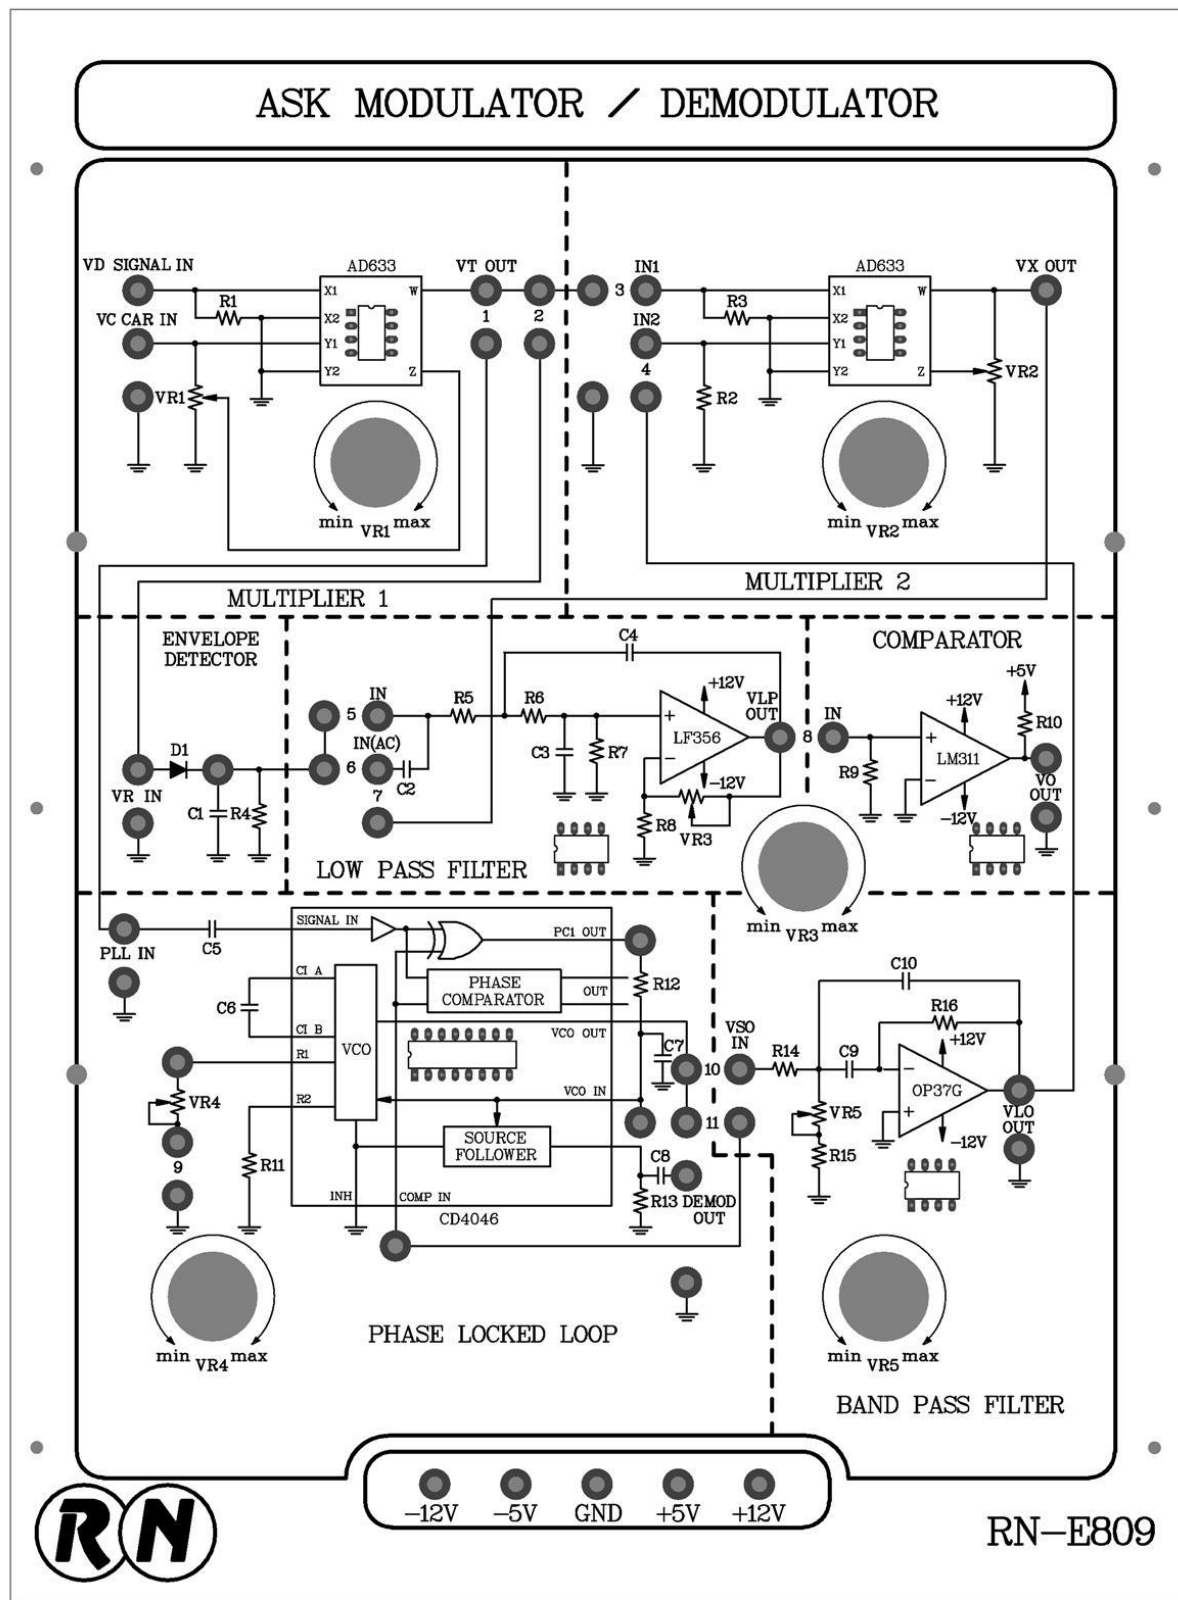 ASK MODULATOR / DEMODULATOR
VD SIGNAL IN
AD633
VT OUT
IN1
AD633
VX OUT
X1
W
3
X1
W
R1
X2
R3
X2
VC CAR IN
1
2
IN2
Y1
Y1
4
Y2
Z
Y2
Z
VR1
R2
VR2
min
VR1
max
min
VR2
max
MULTIPLIER 1
MULTIPLIER 2
ENVELOPE
DETECTOR
C4
COMPARATOR
+5V
IN
R5
R6
+12V
VLP
OUT
IN
+12V
R10
5
+
LF356
8
+
LM311
IN(AC)
D1
6
C2
C3
R7
−
R9
−
VO
OUT
VR IN
7
−12V
−12V
C1
R4
R8
VR3
LOW PASS FILTER
min
VR3
max
SIGNAL IN
PC1 OUT
PLL IN
C5
CI A
PHASE
COMPARATOR
OUT
R12
C10
C6
R16
CI B
VCO OUT
VSO
IN
+12V
VCO
C7
R14
C9
−
R1
10
OP37G
VR4
R2
VCO IN
VR5
+
VLO
OUT
11
−12V
9
R11
SOURCE
FOLLOWER
C8
R15
INH
COMP IN
R13
DEMOD
OUT
CD4046
PHASE LOCKED LOOP
min
VR4
max
min
VR5
max
BAND PASS FILTER
−12V
−5V
GND
+5V
+12V
RN
RN−E809